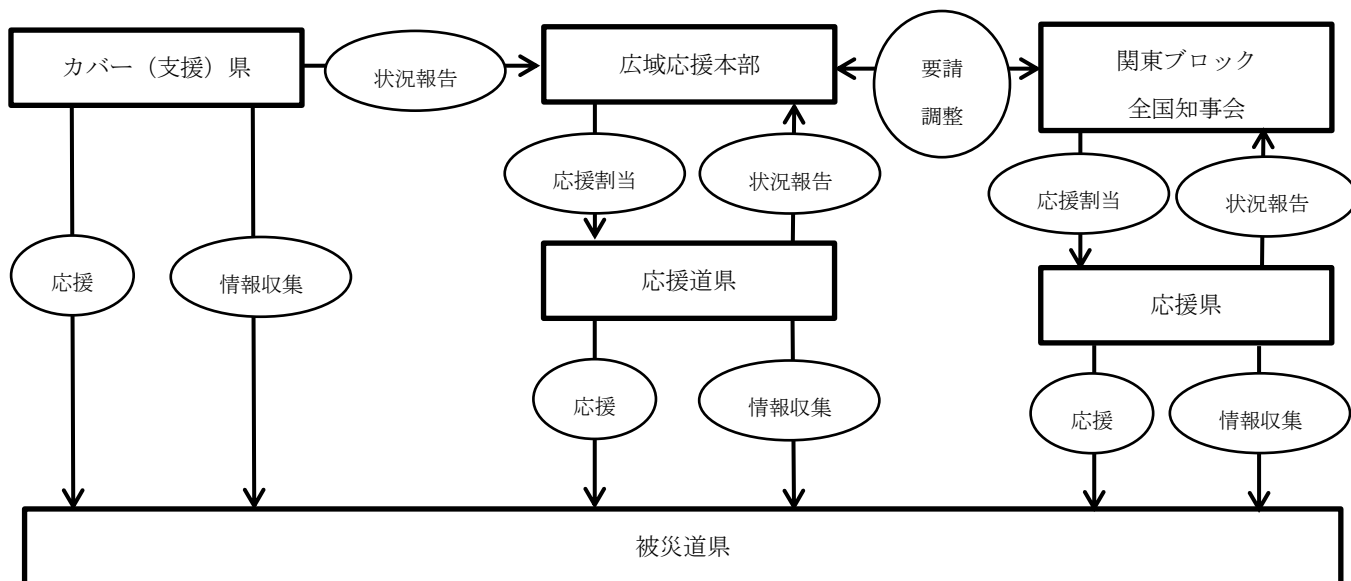 カバー（支援）県
状況報告
広域応援本部
要請
調整
関東ブロック
全国知事会
応援割当
状況報告
応援割当
状況報告
応援
情報収集
応援道県
応援県
応援
情報収集
応援
情報収集
被災道県